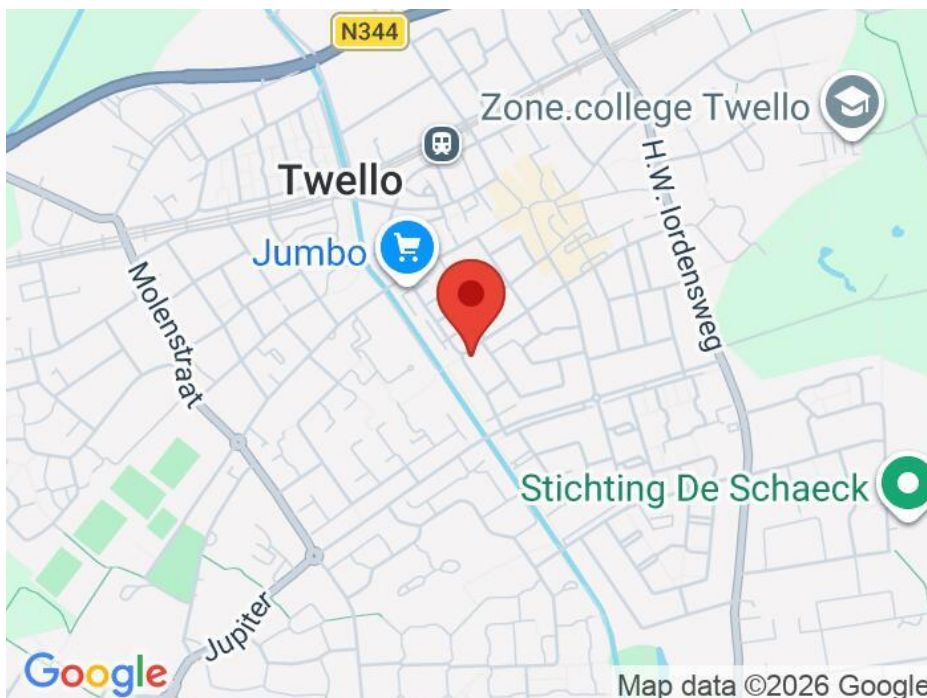 N344
Zone.college Twello
Twello
Jumbo
H.W. Iordensweg
Molenstraat
Stichting De Schaeck
Jupiter
Google
Map data ©2026 Google